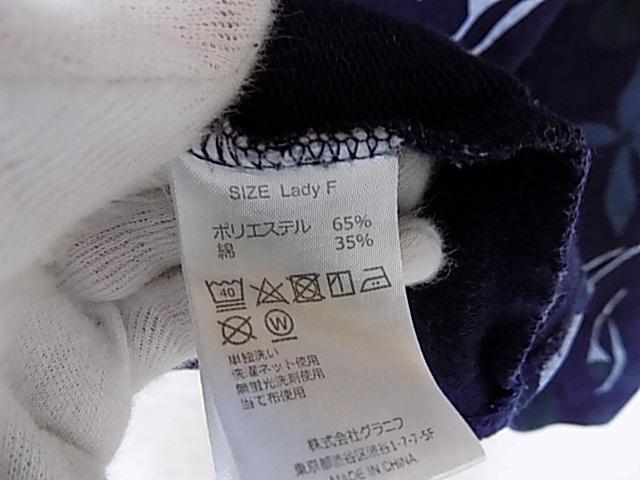 SIZE Lady F
ポリエステル 65%
綿 35%
40
W
単独洗い
洗濯ネット使用
無蛍光洗剤使用
当て布使用
株式会社グラニフ
東京都渋谷区渋谷1-7-7-5F
MADE IN CHINA